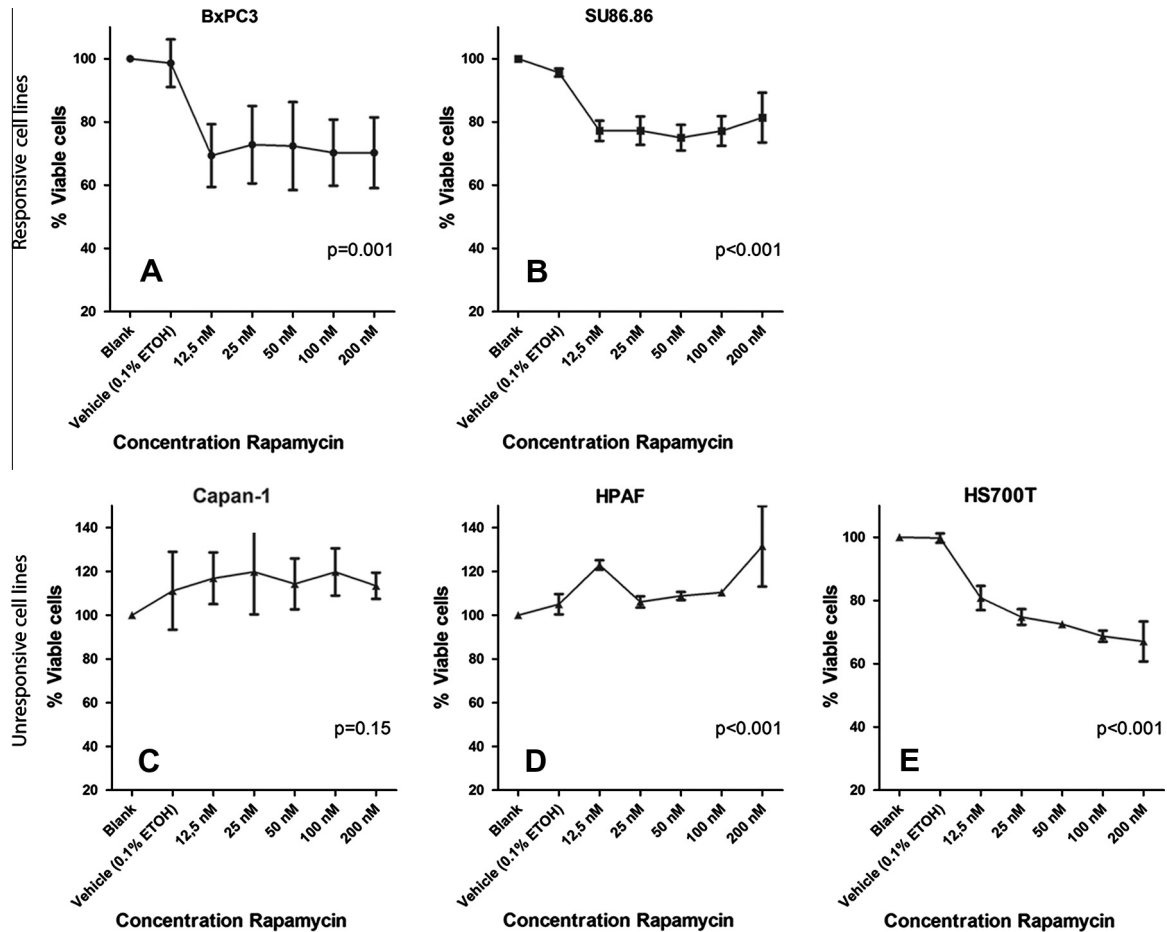 Responsive cell lines
BxPC3
% Viable cells
100
80
60
40
20
p=0.001
A
Blank
Vehicle (0.1% ETOH)
12,5 nM
25 nM
50 nM
100 nM
200 nM
Concentration Rapamycin
SU86.86
% Viable cells
100
80
60
40
20
p<0.001
B
Blank
Vehicle (0.1% ETOH)
12,5 nM
25 nM
50 nM
100 nM
200 nM
Concentration Rapamycin
Unresponsive cell lines
Capan-1
% Viable cells
140
120
100
80
60
40
20
p=0.15
C
Blank
Vehicle (0.1% ETOH)
12,5 nM
25 nM
50 nM
100 nM
200 nM
Concentration Rapamycin
HPAF
% Viable cells
140
120
100
80
60
40
20
p<0.001
D
Blank
Vehicle (0.1% ETOH)
12,5 nM
25 nM
50 nM
100 nM
200 nM
Concentration Rapamycin
HS700T
% Viable cells
100
80
60
40
20
p<0.001
E
Blank
Vehicle (0.1% ETOH)
12,5 nM
25 nM
50 nM
100 nM
200 nM
Concentration Rapamycin